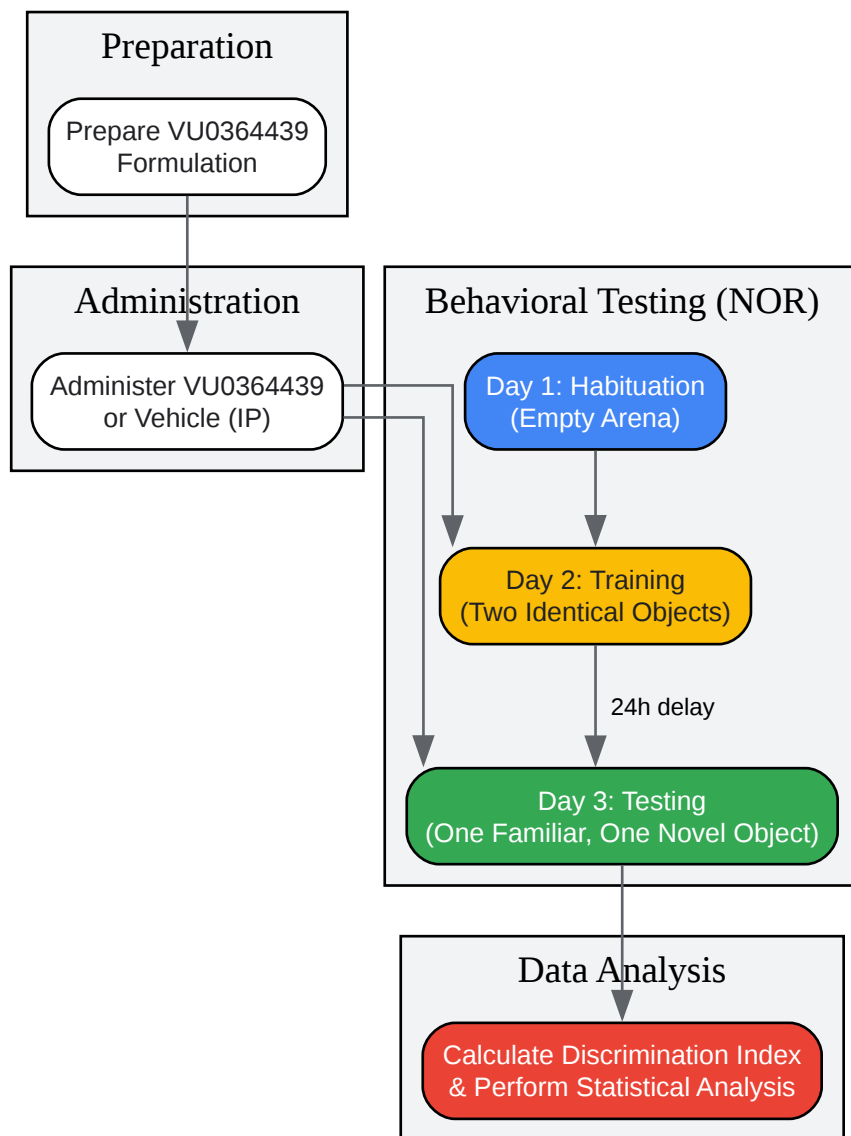 Preparation
Prepare VU0364439
Formulation
Administration
Administer VU0364439
or Vehicle (IP)
Behavioral Testing (NOR)
Day 1: Habituation
(Empty Arena)
Day 2: Training
(Two Identical Objects)
24h delay
Day 3: Testing
(One Familiar, One Novel Object)
Data Analysis
Calculate Discrimination Index
& Perform Statistical Analysis